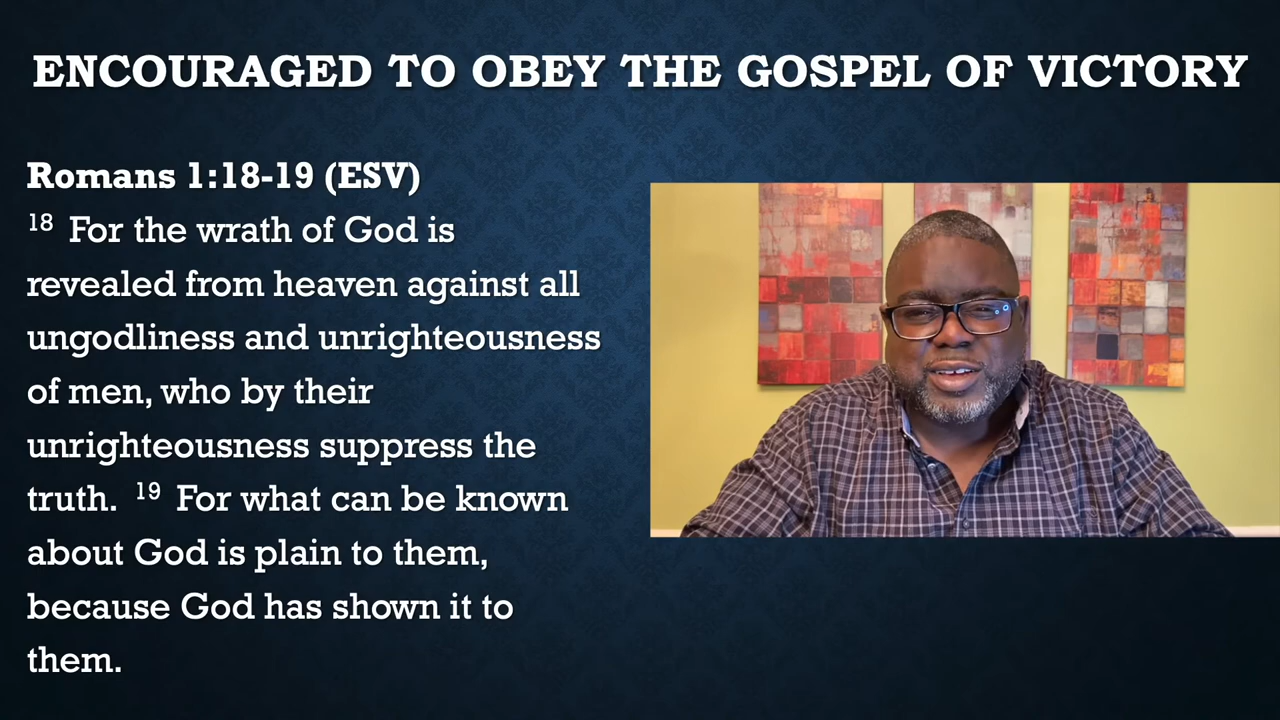 ENCOURAGED TO OBEY THE GOSPEL OF VICTORY
Romans 1:18-19 (ESV)
18 For the wrath of God is
revealed from heaven against all
ungodliness and unrighteousness
of men, who by their
unrighteousness suppress the
truth. 19 For what can be known
about God is plain to them,
because God has shown it to
them.